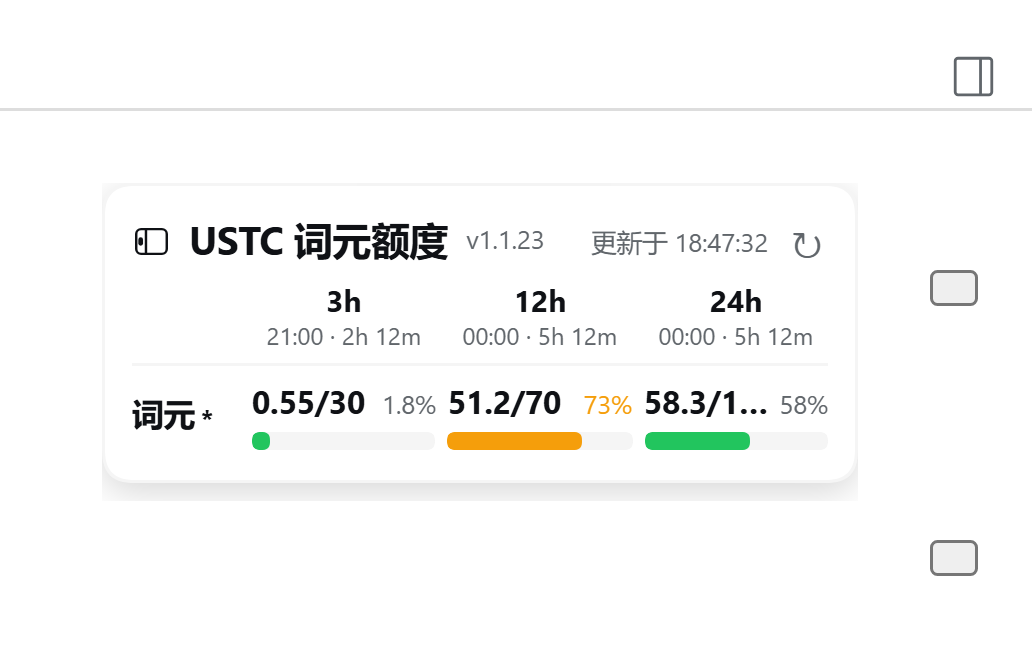 USTC 词元额度 v1.1.23 更新于 18:47:32
3h 12h 24h
21:00 · 2h 12m 00:00 · 5h 12m 00:00 · 5h 12m
词元 * 0.55/30 1.8% 51.2/70 73% 58.3/1... 58%